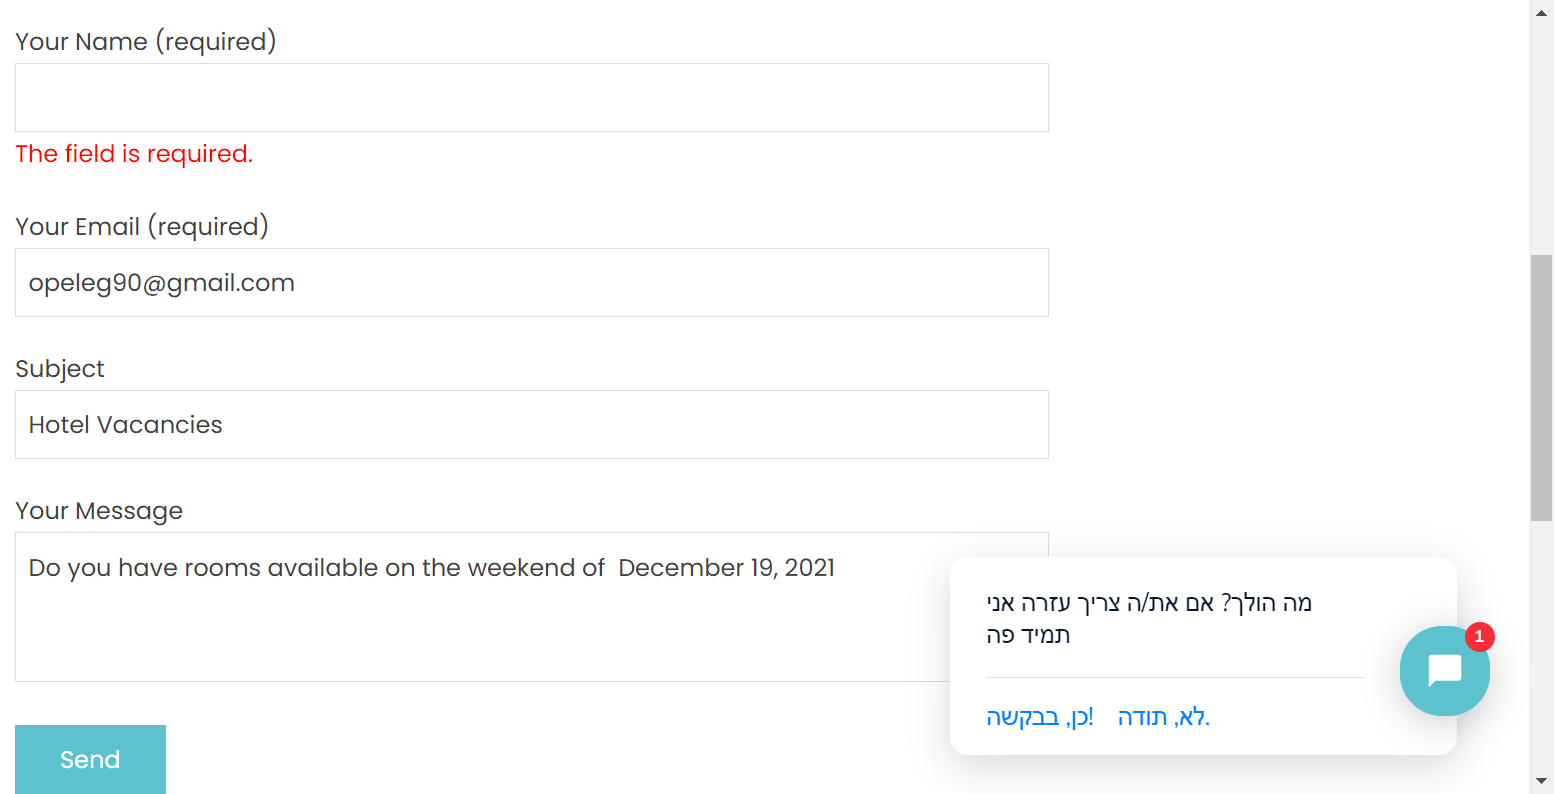 Your Name (required)
The field is required.
Your Email (required)
opeleg90@gmail.com
Subject
Hotel Vacancies
Your Message
Do you have rooms available on the weekend of  December 19, 2021
מה הולך? אם את/ה צריך עזרה אני
תמיד פה
1
כן, בבקשה! לא, תודה.
Send